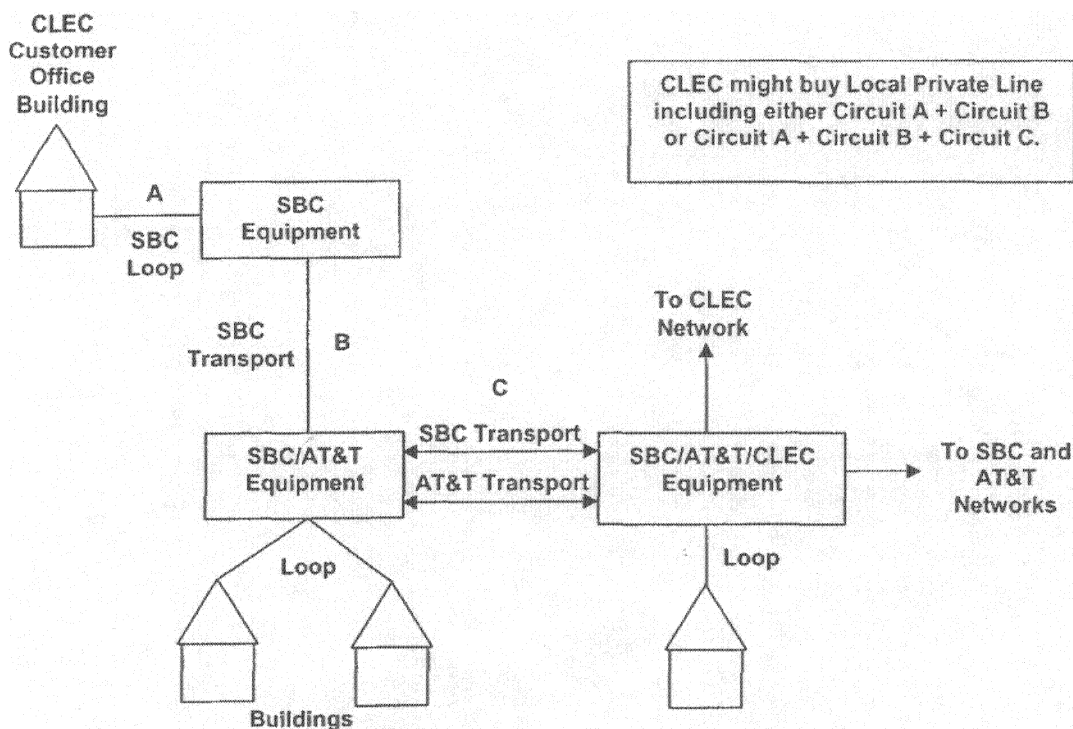 CLEC
Customer
Office
Building
CLEC might buy Local Private Line
including either Circuit A + Circuit B
or Circuit A + Circuit B + Circuit C.
A
SBC
Equipment
SBC
Loop
SBC
Transport
B
To CLEC
Network
C
SBC Transport
AT&T Transport
SBC/AT&T
Equipment
SBC/AT&T/CLEC
Equipment
To SBC and
AT&T
Networks
Loop
Loop
Buildings